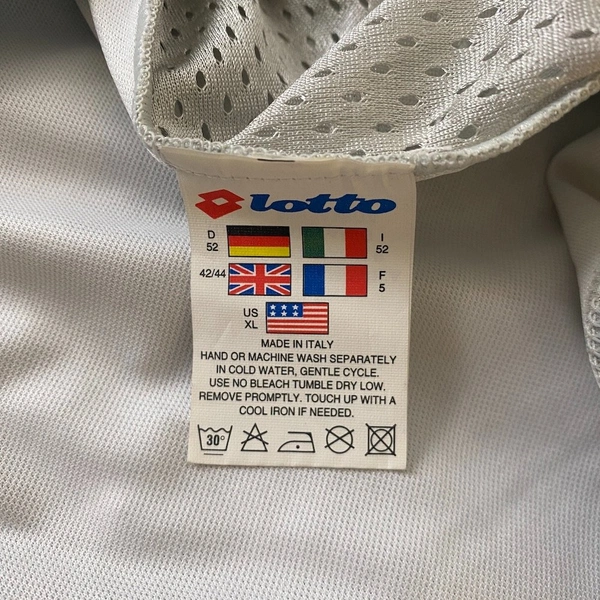 lotto
D 52 I 52
42/44 F 5
US XL
MADE IN ITALY
HAND OR MACHINE WASH SEPARATELY
IN COLD WATER, GENTLE CYCLE.
USE NO BLEACH TUMBLE DRY LOW.
REMOVE PROMPTLY. TOUCH UP WITH A
COOL IRON IF NEEDED.
30°